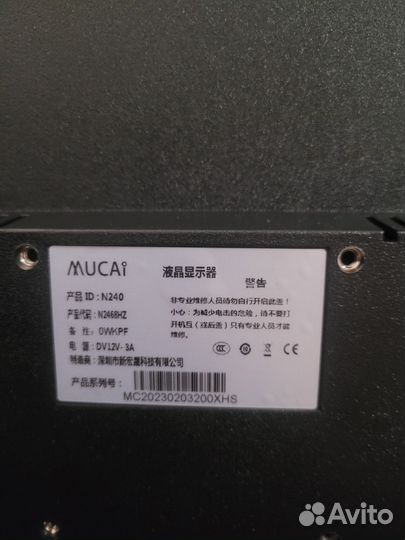 MUCAi
液晶显示器
警告
产品 ID : N240
产品代码 : N2468HZ
备 注 : 0WKPF
电 源 : DV12V- 3A
制造商 : 深圳市新宏晟科技有限公司
非专业维修人员请勿自行开启此盖！
小心：为减少电击的危险，请不要打
开机互（或后盖）只有专业人员才能
维修。
产品系列号：
MC20230203200XHS
Avito